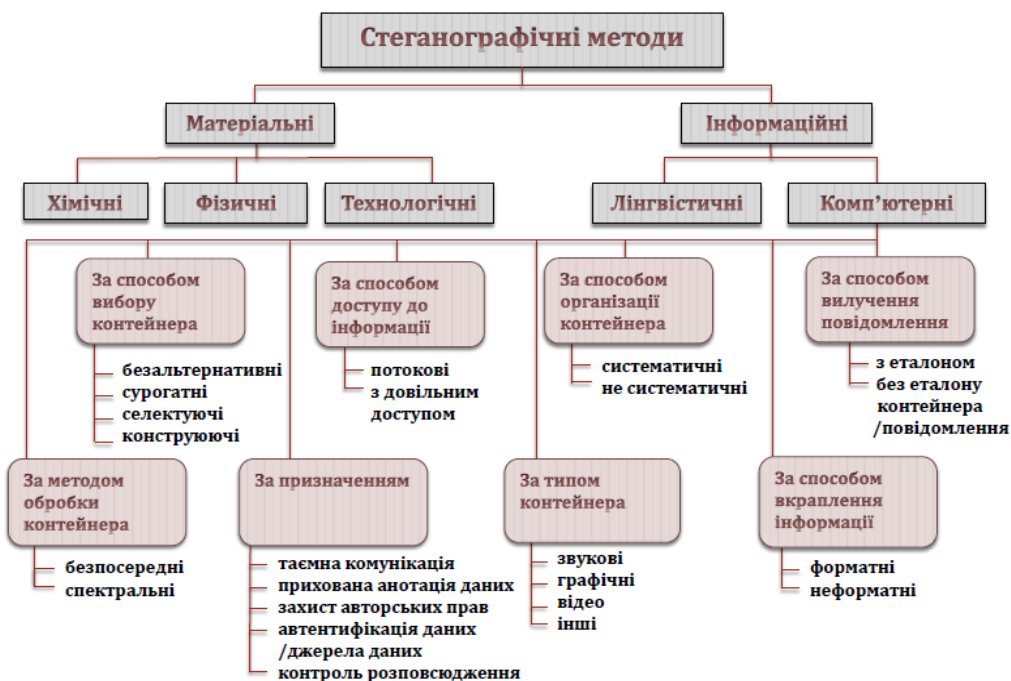 Стеганографічні методи
Матеріальні
Інформаційні
Хімічні
Фізичні
Технологічні
Лінгвістичні
Комп’ютерні
За способом
вибору
контейнера
безальтернативні
сурогатні
селектуючі
конструюючі
За способом
доступу до
інформації
потокові
з довільним
доступом
За способом
організації
контейнера
систематичні
не систематичні
За способом
вилучення
повідомлення
з еталоном
без еталону
контейнера
/повідомлення
За методом
обробки
контейнера
безпосередні
спектральні
За призначенням
таємна комунікація
прихована анотація даних
захист авторських прав
автентифікація даних
/джерела даних
контроль розповсюдження
За типом
контейнера
звукові
графічні
відео
інші
За способом
вкраплення
інформації
форматні
неформатні